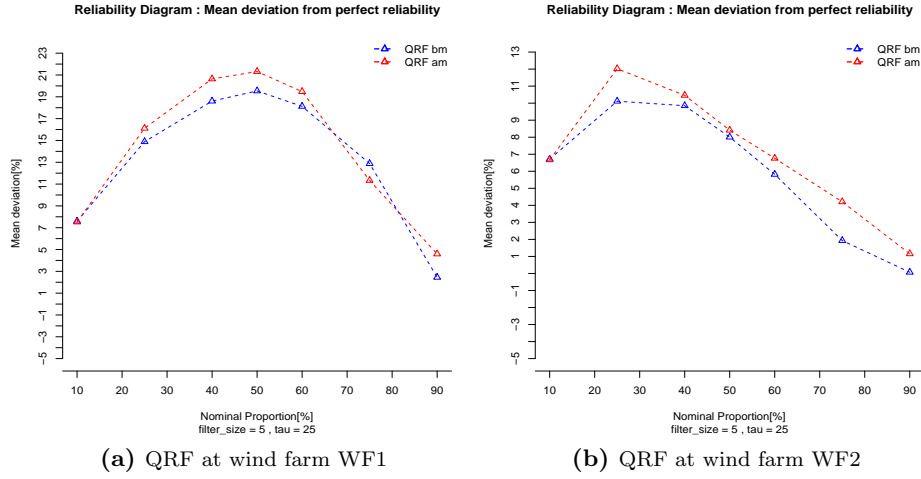 Reliability Diagram : Mean deviation from perfect reliability
QRF bm
QRF am
Mean deviation[%]
−5 −3 −1 1 3 5 7 9 11 13 15 17 19 21 23
10 20 30 40 50 60 70 80 90
Nominal Proportion[%]
filter_size = 5 , tau = 25
(a) QRF at wind farm WF1
Reliability Diagram : Mean deviation from perfect reliability
QRF bm
QRF am
Mean deviation[%]
−5 −3 −1 1 2 3 4 5 6 7 8 9 11 13
10 20 30 40 50 60 70 80 90
Nominal Proportion[%]
filter_size = 5 , tau = 25
(b) QRF at wind farm WF2